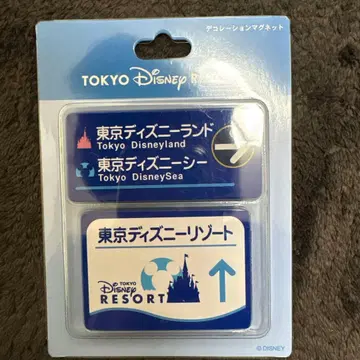 デコレーションマグネット
TOKYO Disney R
東京ディズニーランド
Tokyo Disneyland
東京ディズニーシー
Tokyo DisneySea
東京ディズニーリゾート
TOKYO
Disney
RESORT
© DISNEY